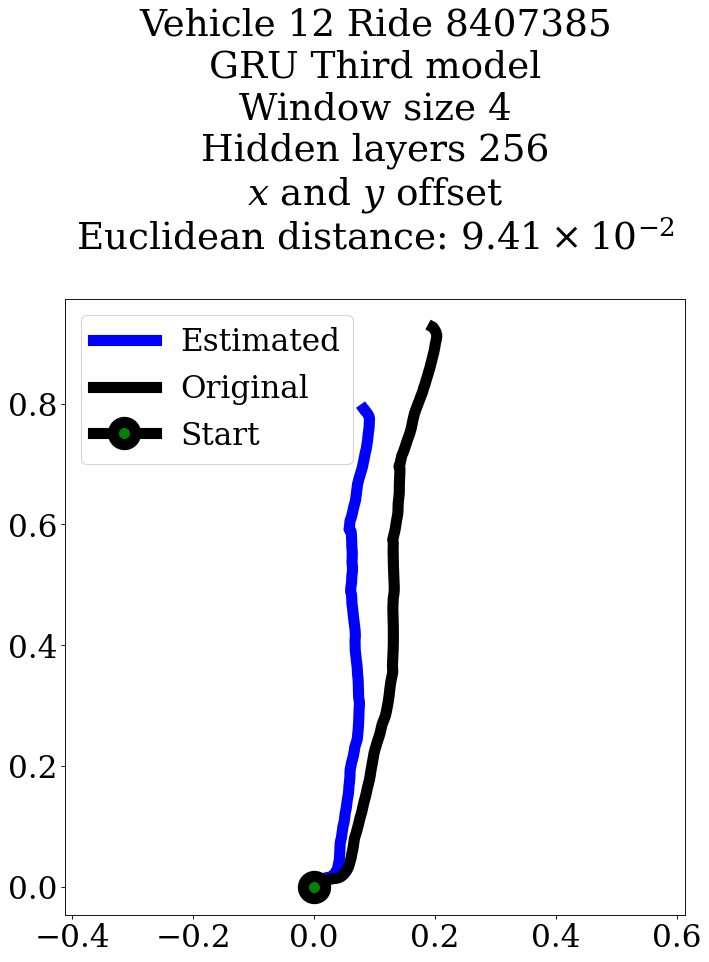 Vehicle 12 Ride 8407385
GRU Third model
Window size 4
Hidden layers 256
x and y offset
Euclidean distance: 9.41 × 10⁻²
Estimated
Original
Start
0.8
0.6
0.4
0.2
0.0
−0.4 −0.2 0.0 0.2 0.4 0.6